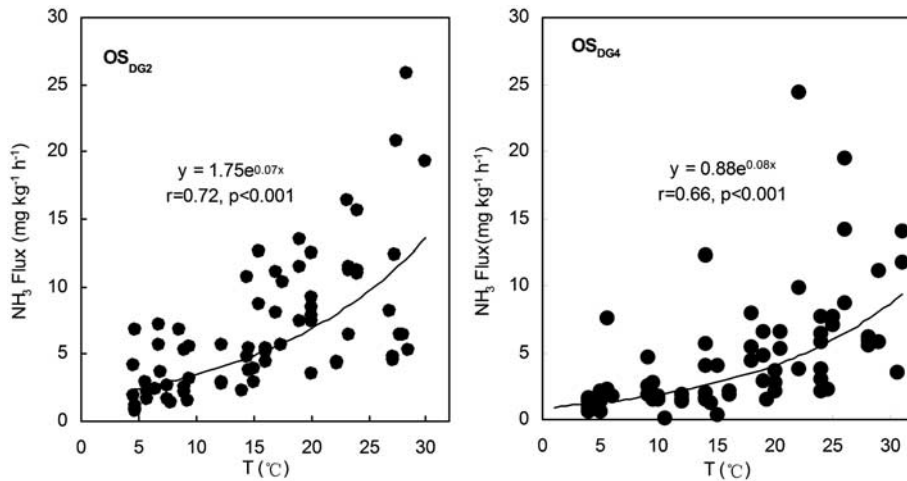 30
25
20
15
10
5
0
NH3 Flux (mg kg-1 h-1)
OSDG2
y = 1.75e0.07x
r=0.72, p<0.001
0 5 10 15 20 25 30
T (℃)
30
25
20
15
10
5
0
NH3 Flux(mg kg-1 h-1)
OSDG4
y = 0.88e0.08x
r=0.66, p<0.001
0 5 10 15 20 25 30
T (℃)